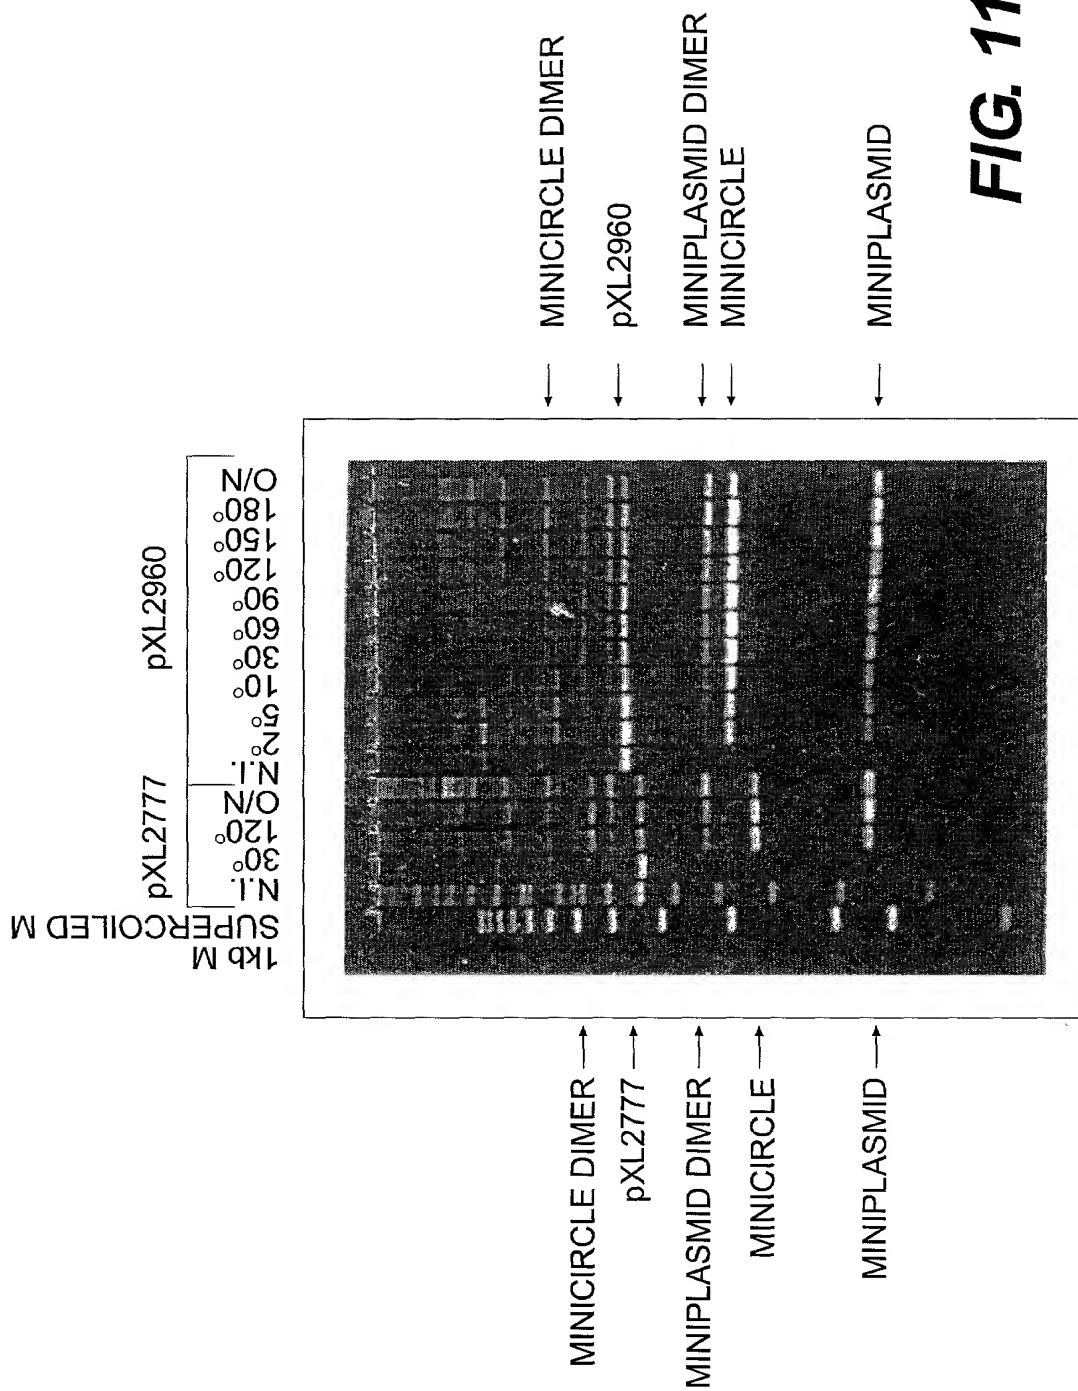 pXL2777
pXL2960
1kb M
SUPERCOILED M
N.I.
30°
120°
O/N
N.I.
2°
5°
10°
30°
60°
90°
120°
150°
180°
O/N
MINICIRCLE DIMER
pXL2777
MINIPLASMID DIMER
MINICIRCLE
MINIPLASMID
MINICIRCLE DIMER
pXL2960
MINIPLASMID DIMER
MINICIRCLE
MINIPLASMID
FIG. 11